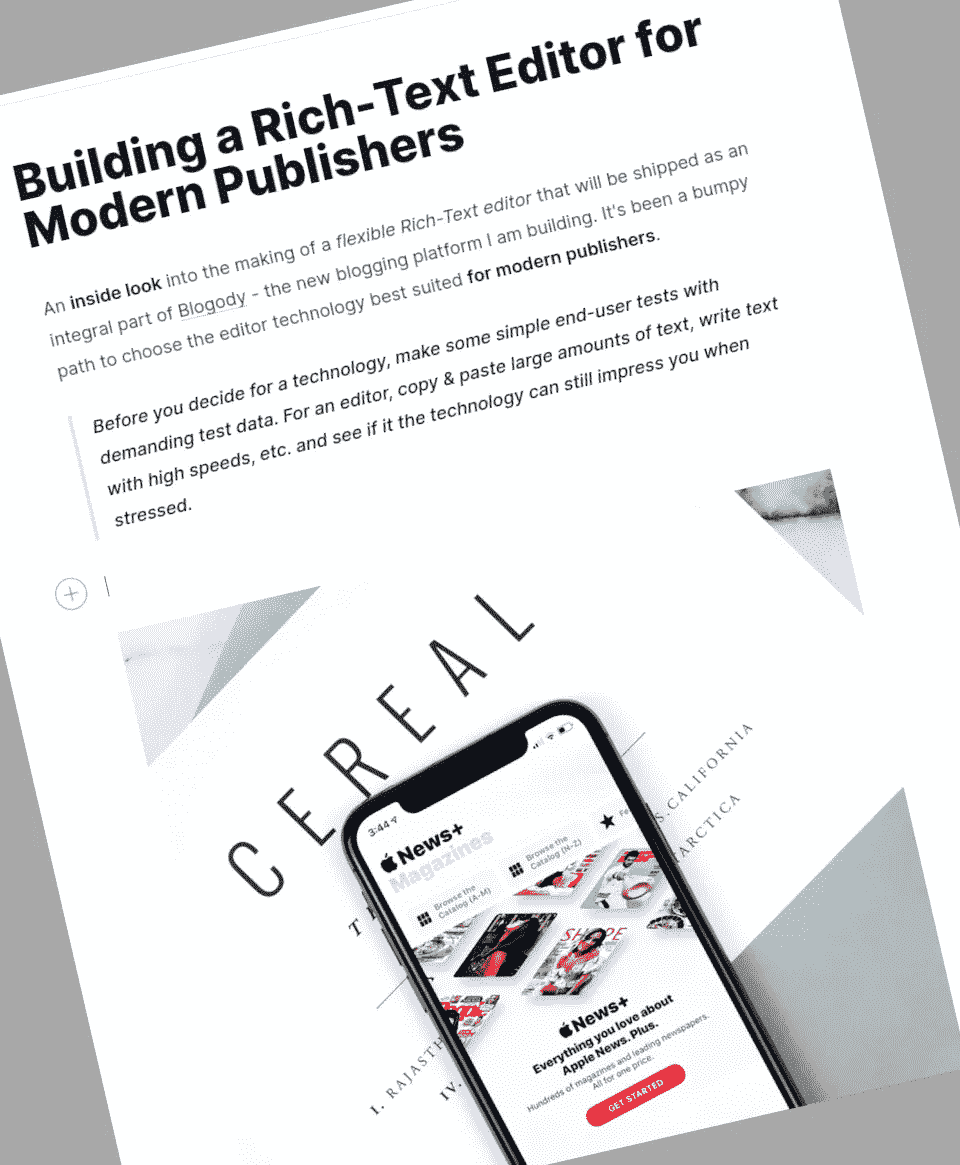 Building a Rich-Text Editor for
Modern Publishers
An inside look into the making of a flexible Rich-Text editor that will be shipped as an
integral part of Blogody - the new blogging platform I am building. It's been a bumpy
path to choose the editor technology best suited for modern publishers.
Before you decide for a technology, make some simple end-user tests with
demanding test data. For an editor, copy & paste large amounts of text, write text
with high speeds, etc. and see if it the technology can still impress you when
stressed.
CEREAL
3:44
News+
Magazines
Browse the
Catalog (A-M)
Browse the
Catalog (N-Z)
Fe
S. CALIFORNIA
TARCTICA
T
SHAPE
I. RAJASTH
IV.
News+
Everything you love about
Apple News. Plus.
Hundreds of magazines and leading newspapers.
All for one price.
GET STARTED